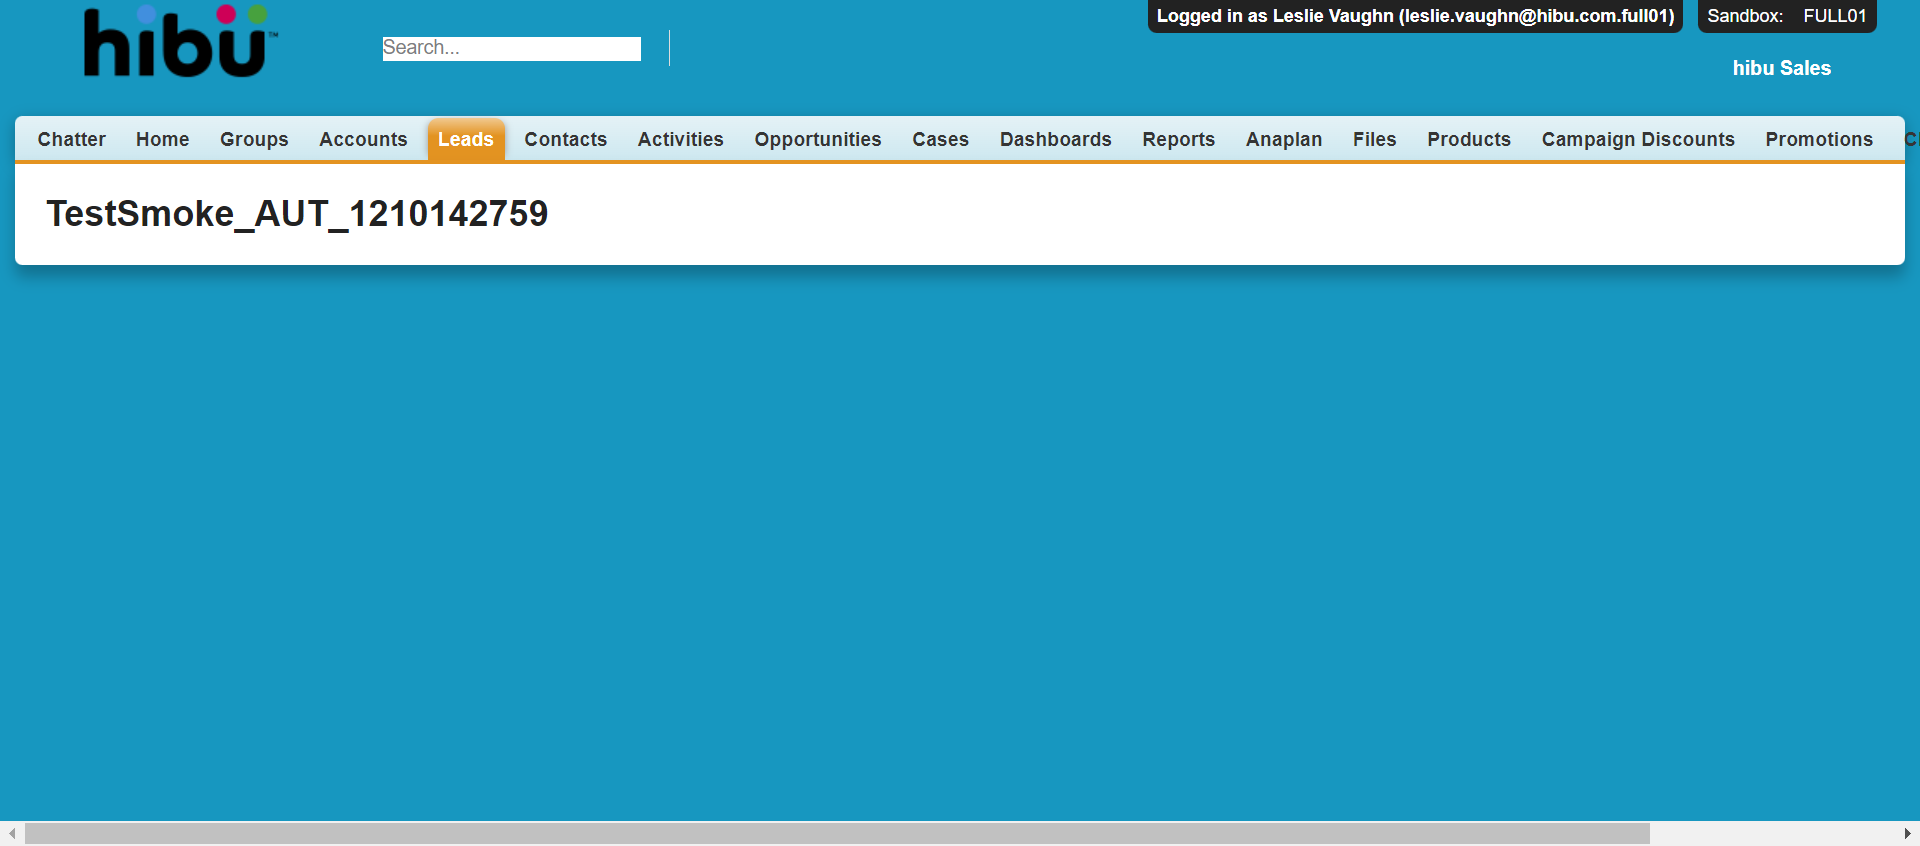 hibu™
Search...
Logged in as Leslie Vaughn (leslie.vaughn@hibu.com.full01)
Sandbox: FULL01
hibu Sales
Chatter Home Groups Accounts Leads Contacts Activities Opportunities Cases Dashboards Reports Anaplan Files Products Campaign Discounts Promotions
TestSmoke_AUT_1210142759